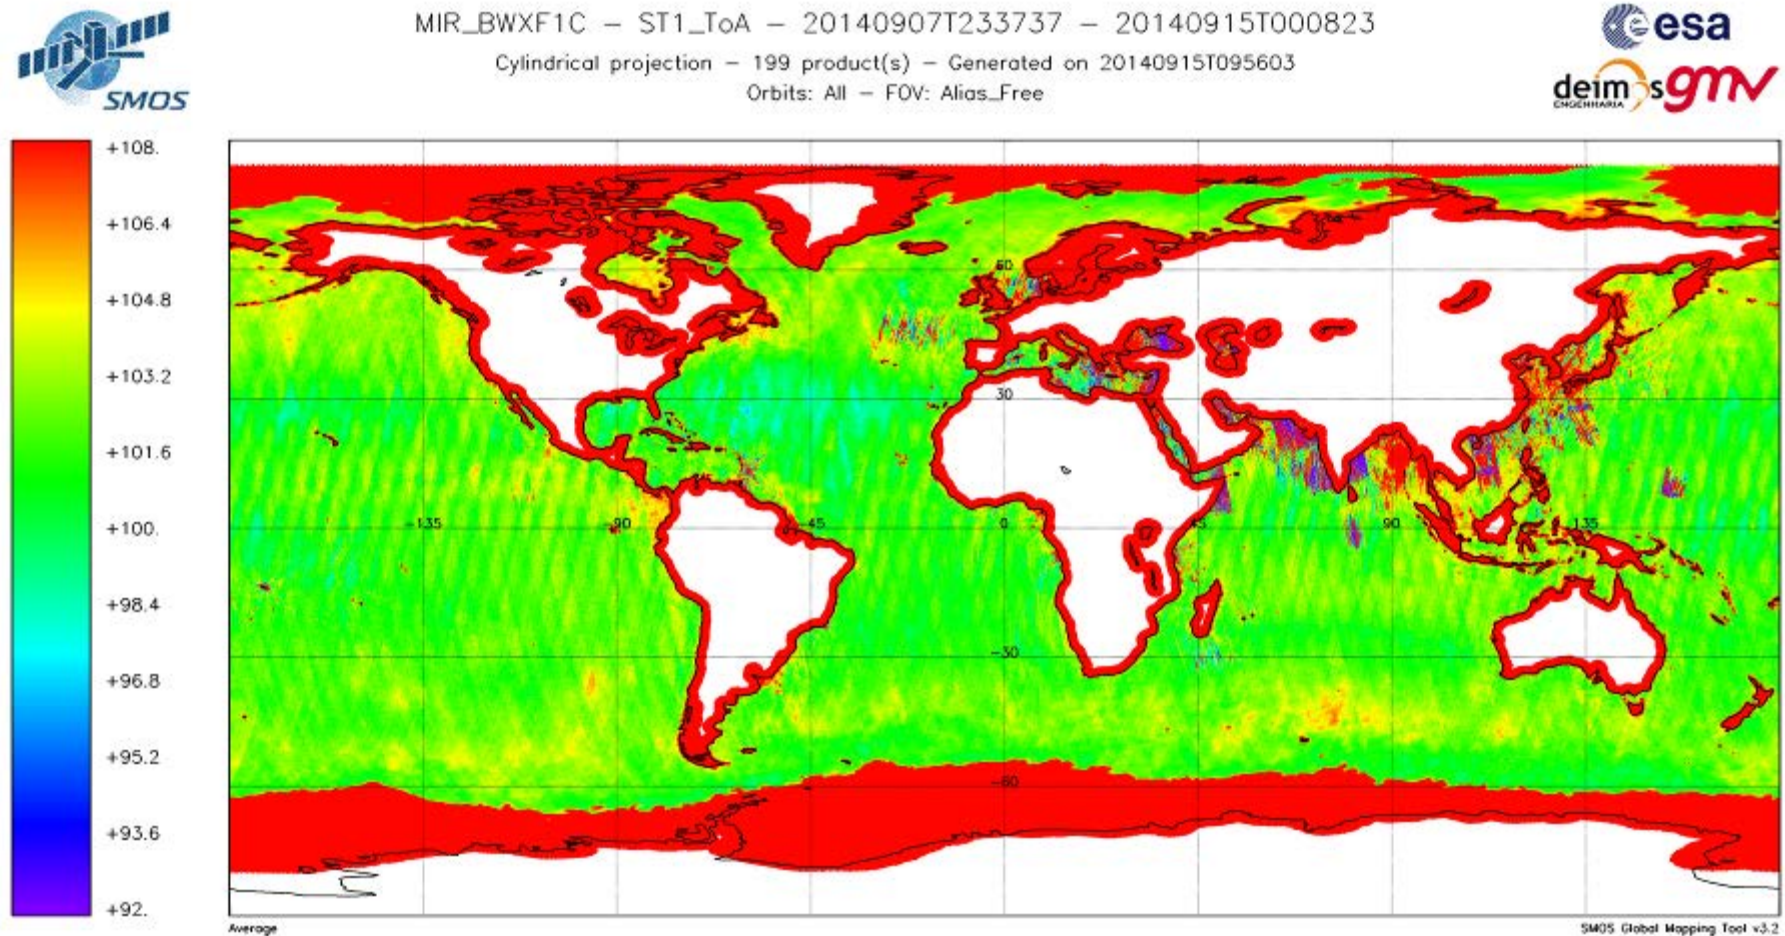 MIR_BWXF1C – ST1_ToA – 20140907T233737 – 20140915T000823
Cylindrical projection – 199 product(s) – Generated on 20140915T095603
Orbits: All – FOV: Alias_Free
SMOS
esa
deimos
ENGENHARIA
gmv
+108.
+106.4
+104.8
+103.2
+101.6
+100.
+98.4
+96.8
+95.2
+93.6
+92.
60
30
-135
-90
-45
0
45
90
135
-30
-60
Average
SMOS Global Mapping Tool v3.2